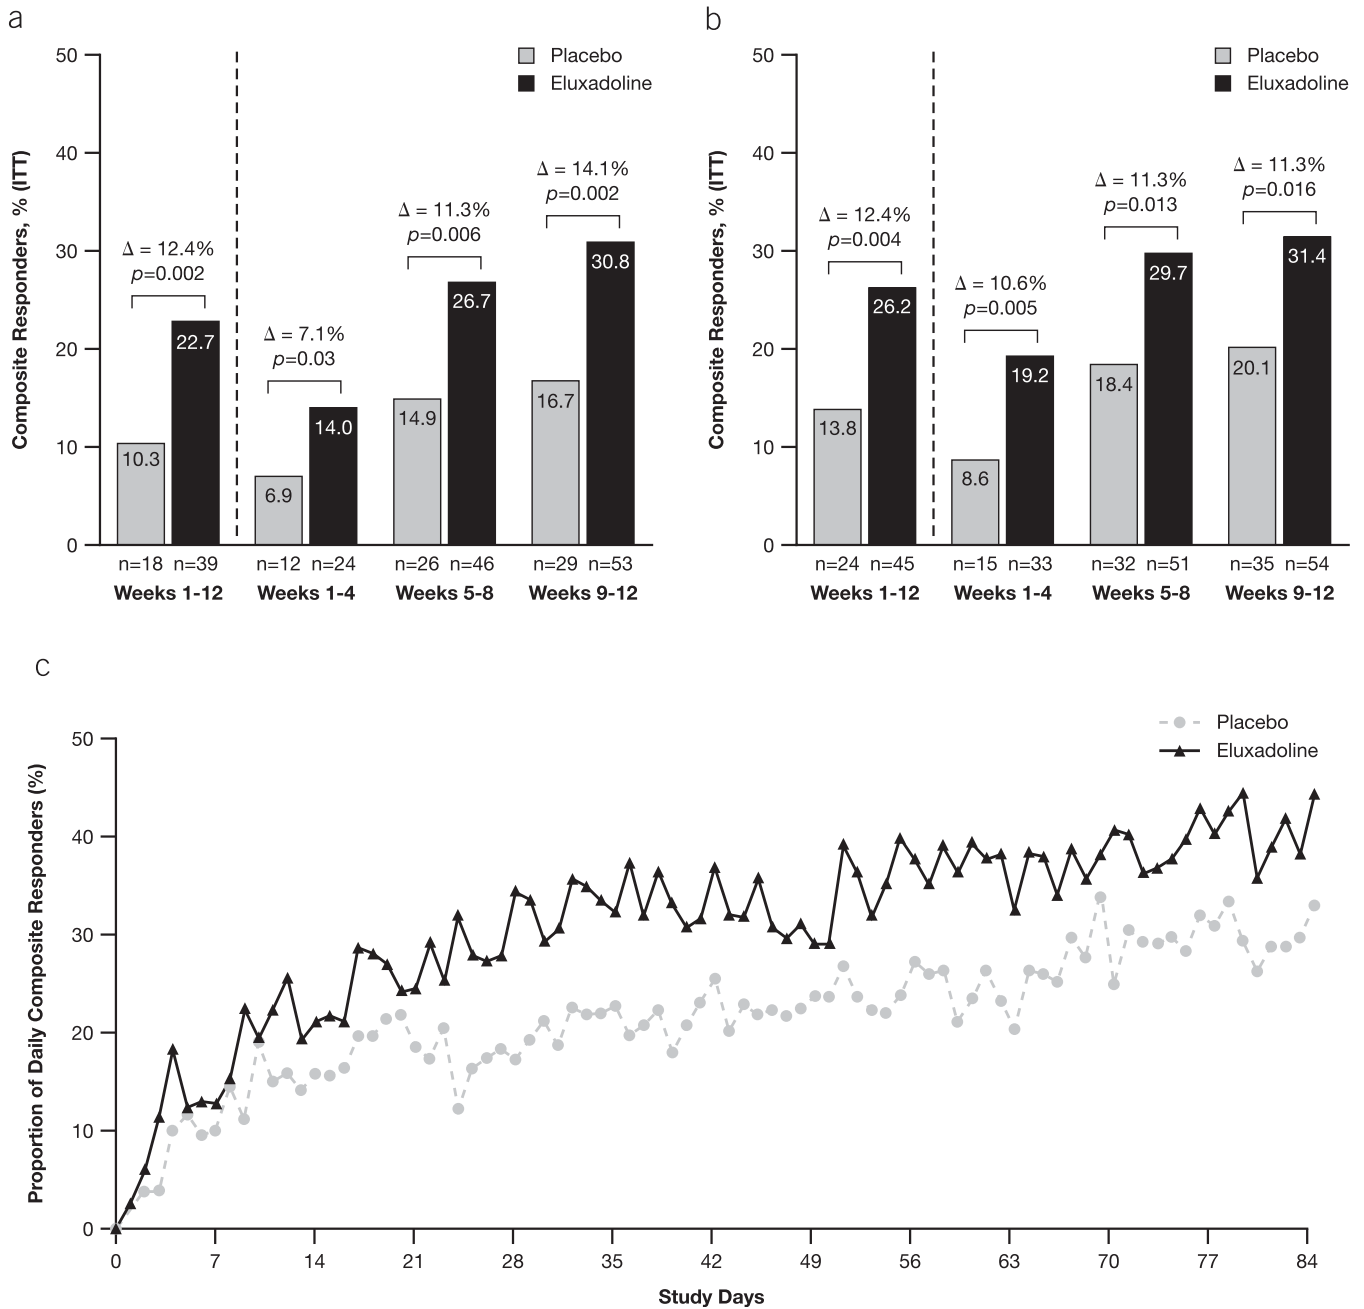 a
Placebo
Eluxadoline
Composite Responders, % (ITT)
50
40
30
20
10
0
Δ = 12.4%
p=0.002
Δ = 7.1%
p=0.03
Δ = 11.3%
p=0.006
Δ = 14.1%
p=0.002
10.3
22.7
6.9
14.0
14.9
26.7
16.7
30.8
n=18 n=39 n=12 n=24 n=26 n=46 n=29 n=53
Weeks 1-12 Weeks 1-4 Weeks 5-8 Weeks 9-12
b
Placebo
Eluxadoline
Composite Responders, % (ITT)
50
40
30
20
10
0
Δ = 12.4%
p=0.004
Δ = 10.6%
p=0.005
Δ = 11.3%
p=0.013
Δ = 11.3%
p=0.016
13.8
26.2
8.6
19.2
18.4
29.7
20.1
31.4
n=24 n=45 n=15 n=33 n=32 n=51 n=35 n=54
Weeks 1-12 Weeks 1-4 Weeks 5-8 Weeks 9-12
c
Placebo
Eluxadoline
Proportion of Daily Composite Responders (%)
50
40
30
20
10
0
0 7 14 21 28 35 42 49 56 63 70 77 84
Study Days